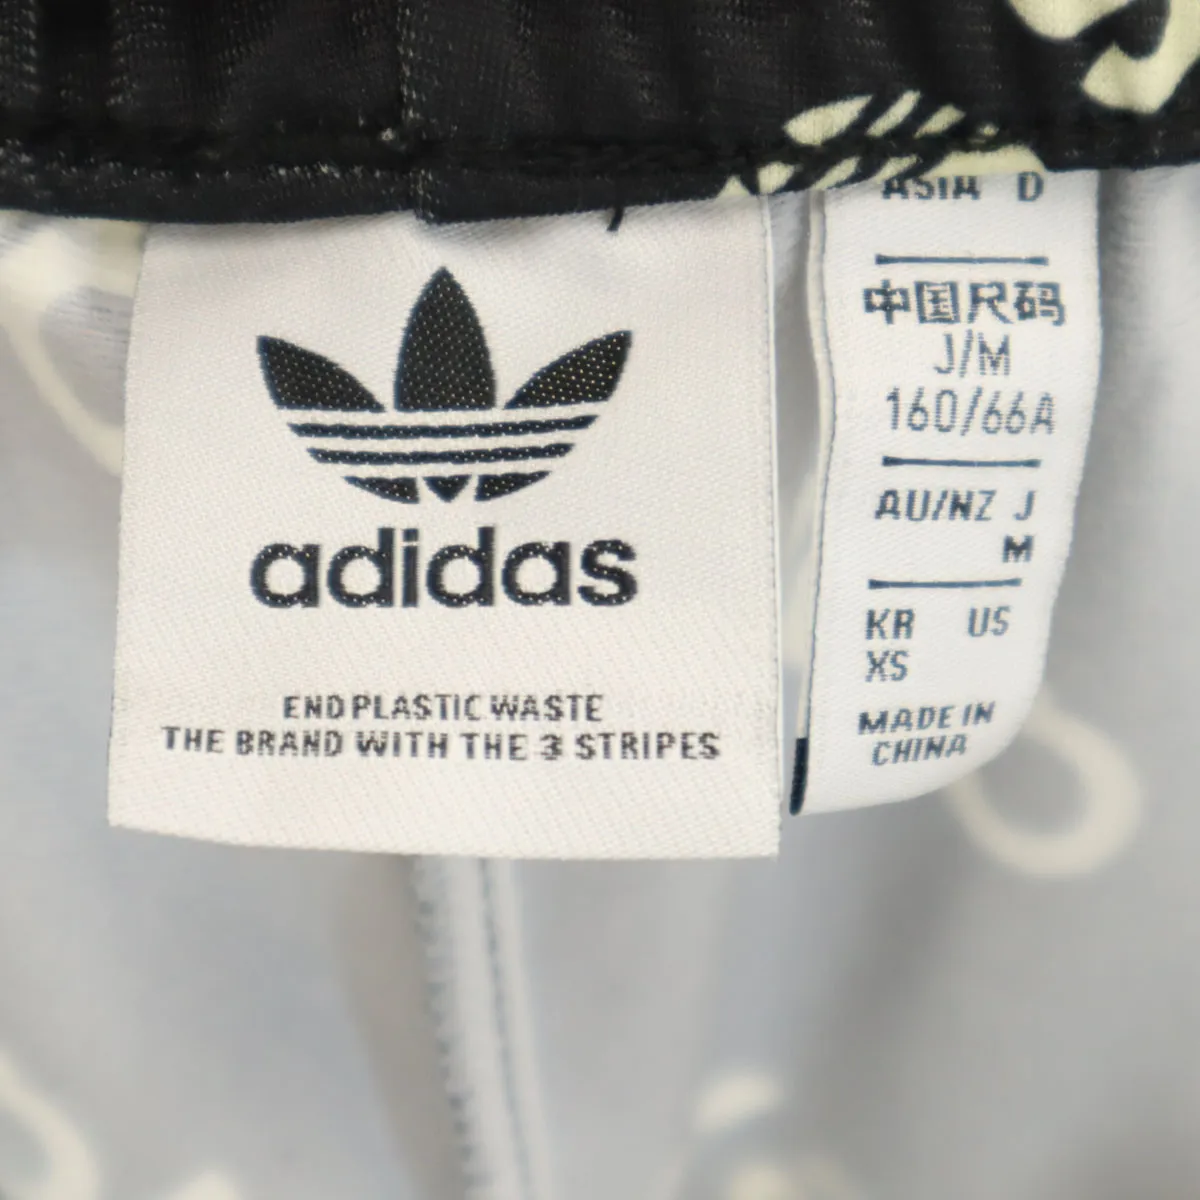 adidas
END PLASTIC WASTE
THE BRAND WITH THE 3 STRIPES
ASIA D
中国尺码
J/M
160/66A
AU/NZ J
M
KR US
XS
MADE IN
CHINA